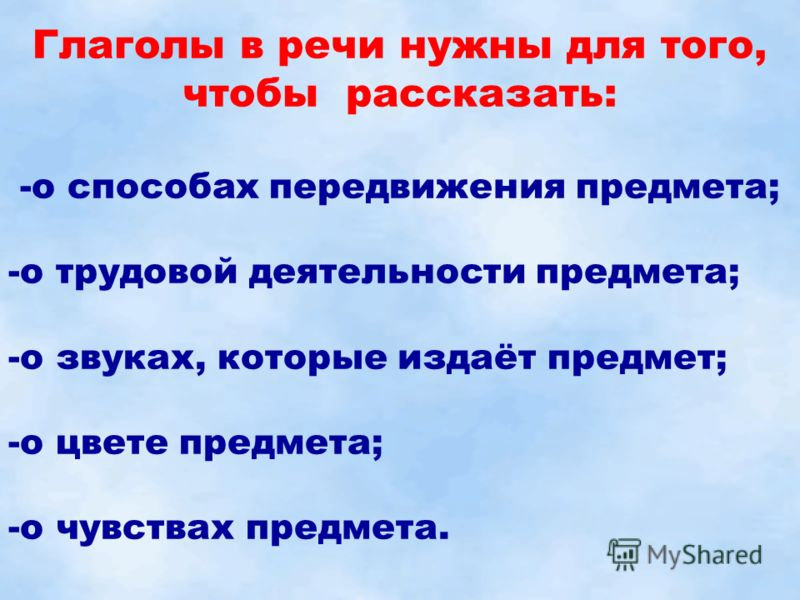 Глаголы в речи нужны для того,
чтобы рассказать:
-о способах передвижения предмета;
-о трудовой деятельности предмета;
-о звуках, которые издаёт предмет;
-о цвете предмета;
-о чувствах предмета.
MyShared